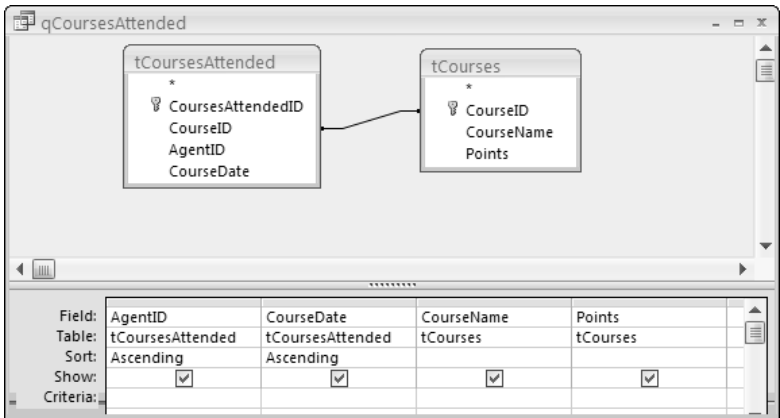 qCoursesAttended
tCoursesAttended
*
CoursesAttendedID
CourseID
AgentID
CourseDate
tCourses
*
CourseID
CourseName
Points
Field: AgentID CourseDate CourseName Points
Table: tCoursesAttended tCoursesAttended tCourses tCourses
Sort: Ascending Ascending
Show:
Criteria: